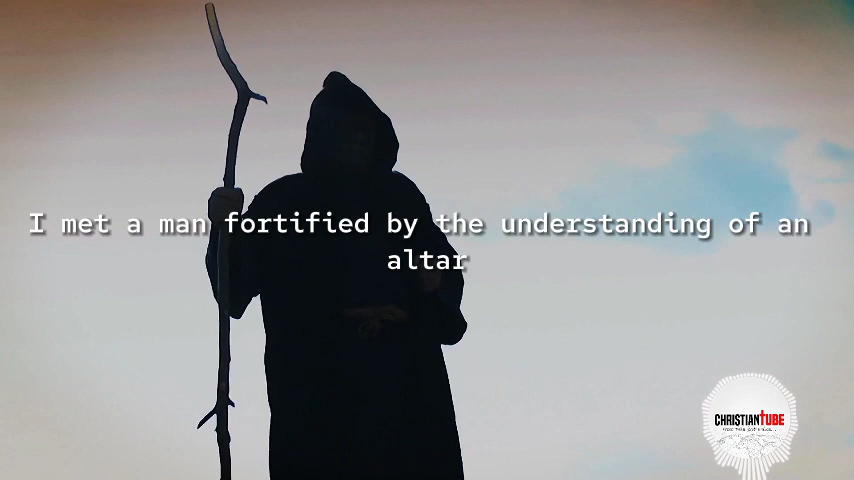 I met a man fortified by the understanding of an
altar
CHRISTIANTUBE